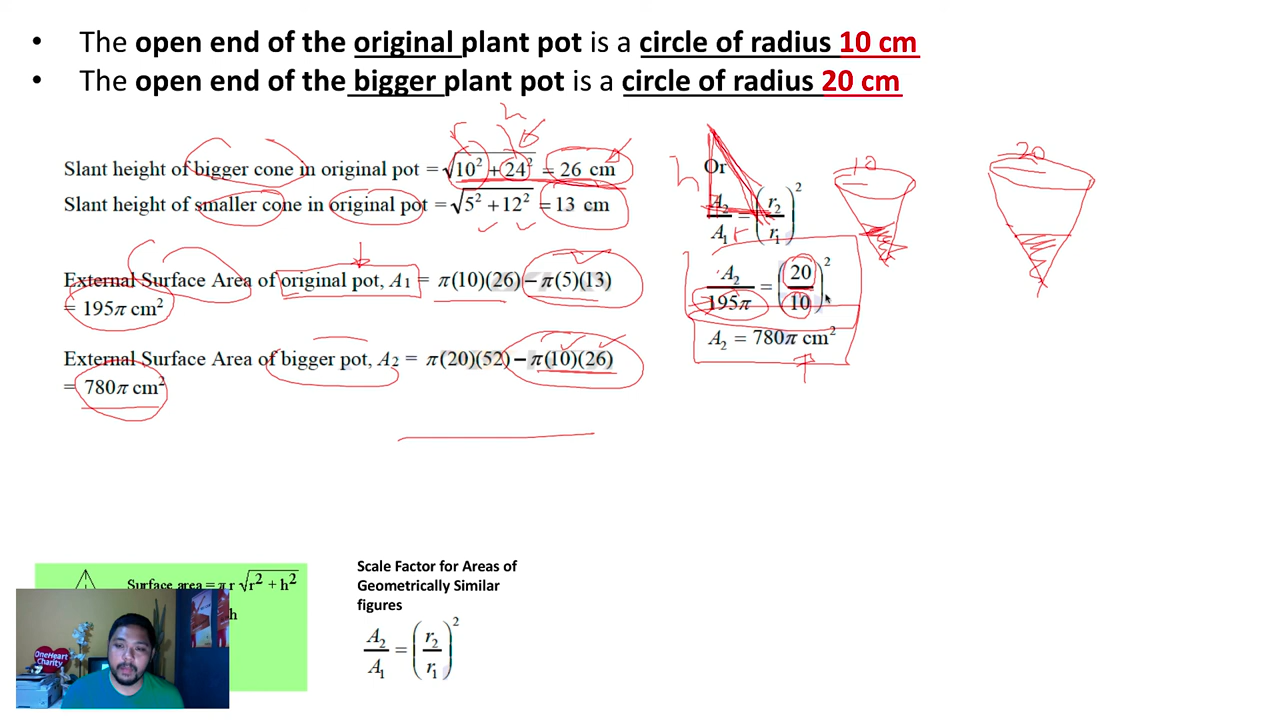 • The open end of the original plant pot is a circle of radius 10 cm
• The open end of the bigger plant pot is a circle of radius 20 cm
h
r
Slant height of bigger cone in original pot = √(10² + 24²) = 26 cm
Slant height of smaller cone in original pot = √(5² + 12²) = 13 cm
External Surface Area of original pot, A₁ = π(10)(26) − π(5)(13)
= 195π cm²
External Surface Area of bigger pot, A₂ = π(20)(52) − π(10)(26)
= 780π cm²
h
Or
A₂/A₁ = (r₂/r₁)²
r
A₂/195π = (20/10)²
A₂ = 780π cm²
10
20
Surface area = π r √(r² + h²)
h
OneHeart
Charity
Scale Factor for Areas of
Geometrically Similar
figures
A₂/A₁ = (r₂/r₁)²